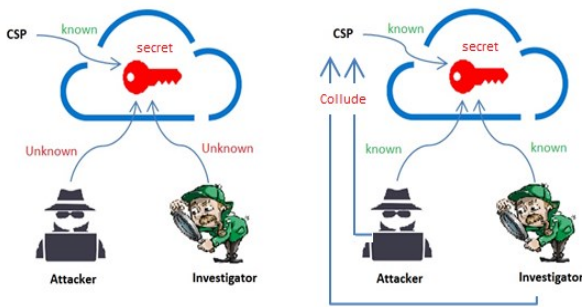 CSP
known
secret
Unknown
Unknown
Attacker
Investigator
CSP
known
secret
Collude
known
known
Attacker
Investigator